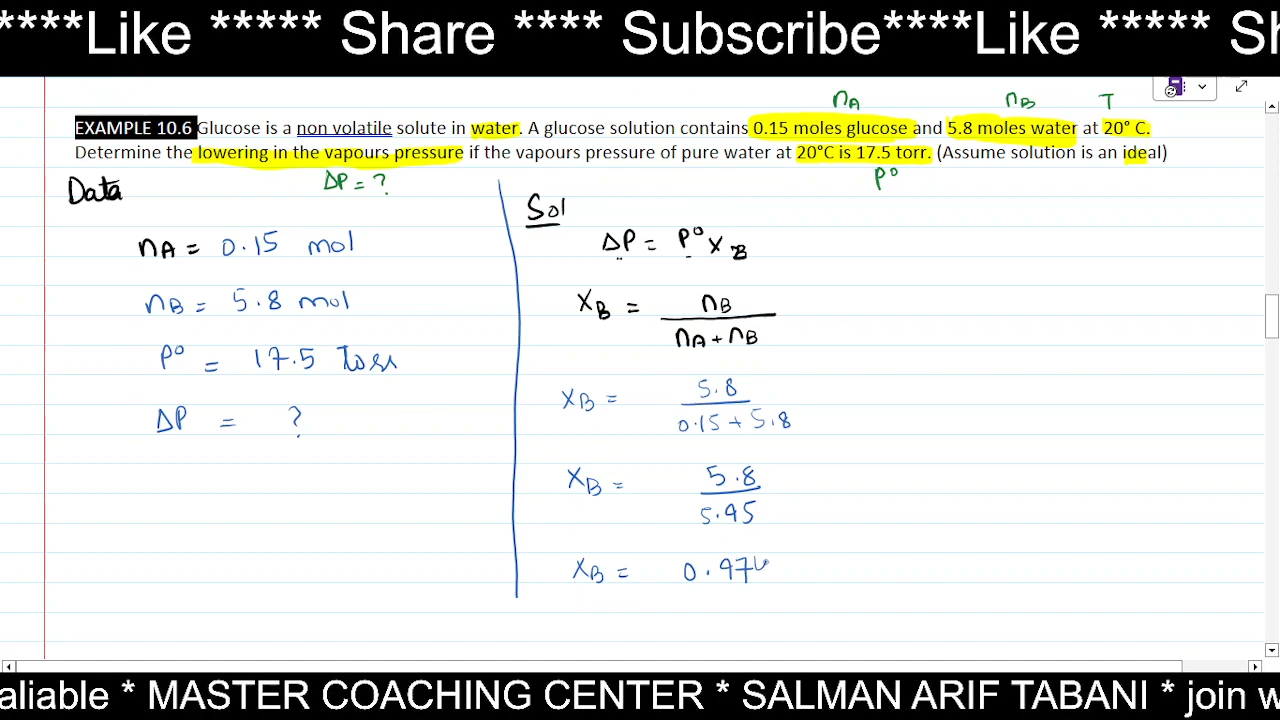 ****Like ***** Share **** Subscribe****Like ***** Sh
nA nB T
EXAMPLE 10.6 Glucose is a non volatile solute in water. A glucose solution contains 0.15 moles glucose and 5.8 moles water at 20° C.
Determine the lowering in the vapours pressure if the vapours pressure of pure water at 20°C is 17.5 torr. (Assume solution is an ideal)
ΔP = ? P°
Data
nA = 0.15 mol
nB = 5.8 mol
P° = 17.5 torr
ΔP = ?
Sol
ΔP = P° XB
XB = nB
nA + nB
XB = 5.8
0.15 + 5.8
XB = 5.8
5.95
XB = 0.974
aliable * MASTER COACHING CENTER * SALMAN ARIF TABANI * join w